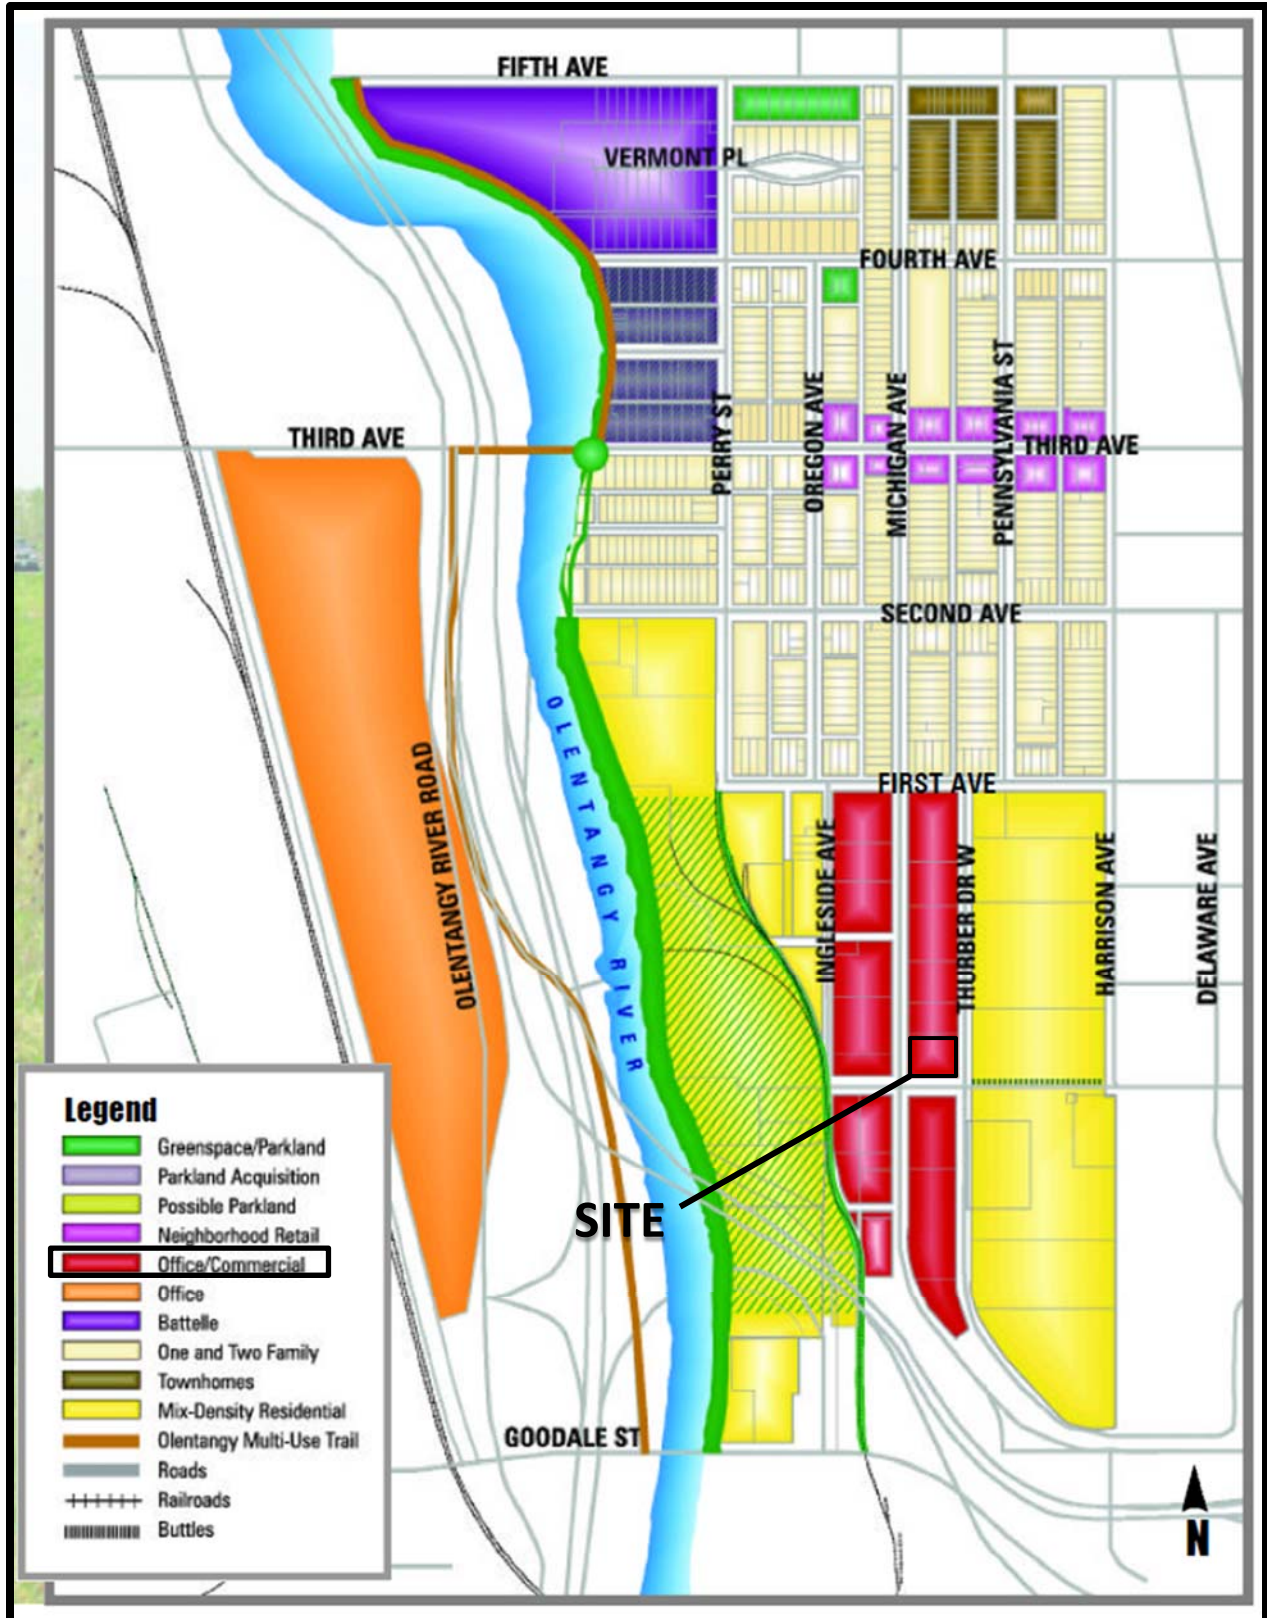 FIFTH AVE
VERMONT PL
FOURTH AVE
THIRD AVE
PERRY ST
OREGON AVE
MICHIGAN AVE
PENNSYLVANIA ST
THIRD AVE
SECOND AVE
OLENTANGY RIVER
OLENTANGY RIVER ROAD
FIRST AVE
INGLESIDE AVE
THURBER DR W
HARRISON AVE
DELAWARE AVE
SITE
GOODALE ST
N
Legend
Greenspace/Parkland
Parkland Acquisition
Possible Parkland
Neighborhood Retail
Office/Commercial
Office
Battelle
One and Two Family
Townhomes
Mix-Density Residential
Olentangy Multi-Use Trail
Roads
Railroads
Buttles